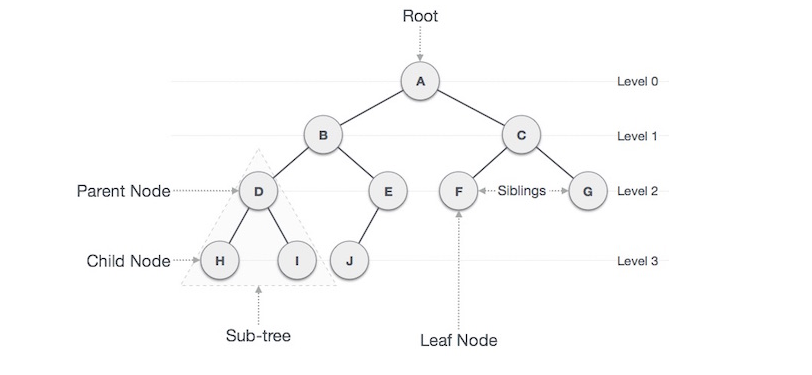 Root
A
Level 0
B
C
Level 1
Parent Node
D
E
F
Siblings
G
Level 2
Child Node
H
I
J
Level 3
Sub-tree
Leaf Node